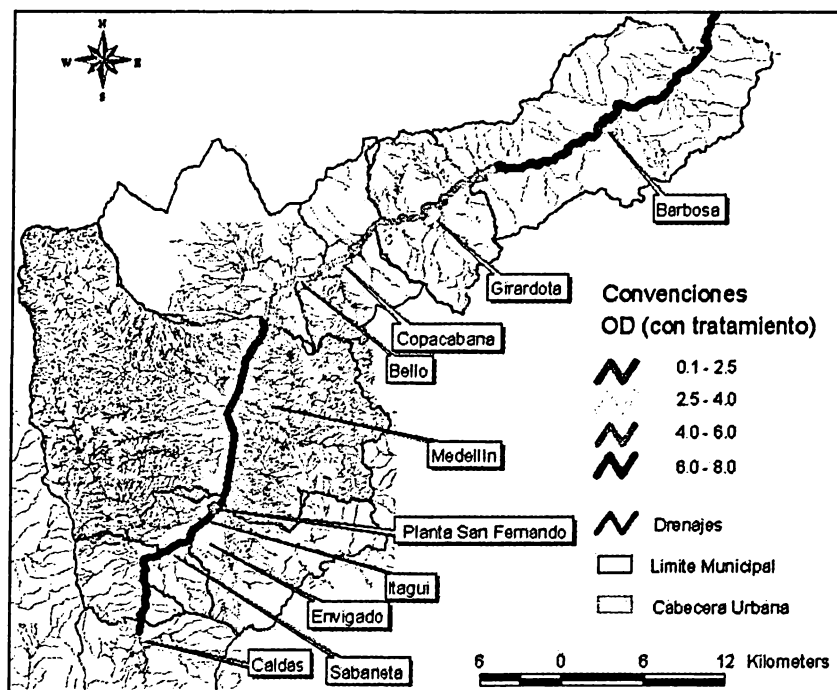 N
W
E
S
Barbosa
Girardota
Copacabana
Bello
Medellín
Planta San Fernando
Itagui
Envigado
Sabaneta
Caldas
Convenciones
OD (con tratamiento)
0.1 - 2.5
2.5 - 4.0
4.0 - 6.0
6.0 - 8.0
Drenajes
Limite Municipal
Cabecera Urbana
6 0 6 12 Kilometers